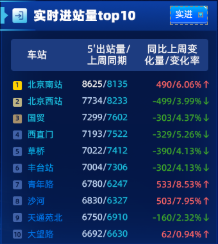 实时进站量top10
实进
车站 5'出站量/上周同期 同比上周变化量/变化率
1 北京南站 8625/8135 490/6.06%↑
2 北京西站 7734/8233 -499/3.99%↓
3 国贸 7299/7602 -303/4.37%↓
4 西直门 7193/7522 -329/5.26%↓
5 草桥 7022/7412 -390/4.13%↓
6 丰台站 7004/7306 -302/4.13%↓
7 青年路 6780/6247 533/8.53%↑
8 沙河 6830/6327 503/7.95%↑
9 天通苑北 6750/6910 -160/2.32%↓
10 大望路 6692/6630 62/0.94%↑